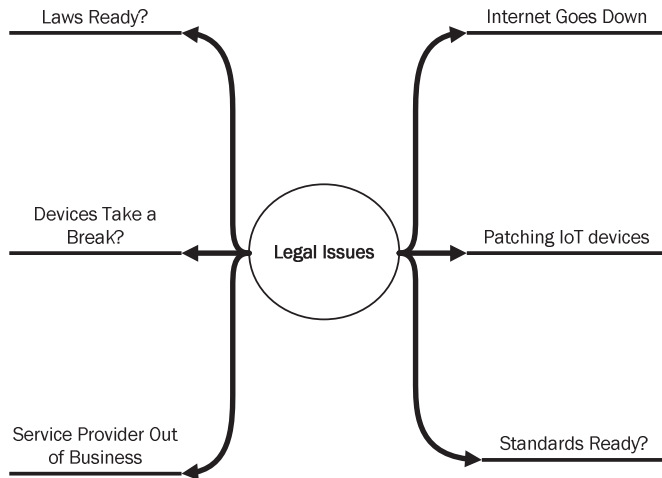 Laws Ready?
Internet Goes Down
Devices Take a
Break?
Legal Issues
Patching IoT devices
Service Provider Out
of Business
Standards Ready?